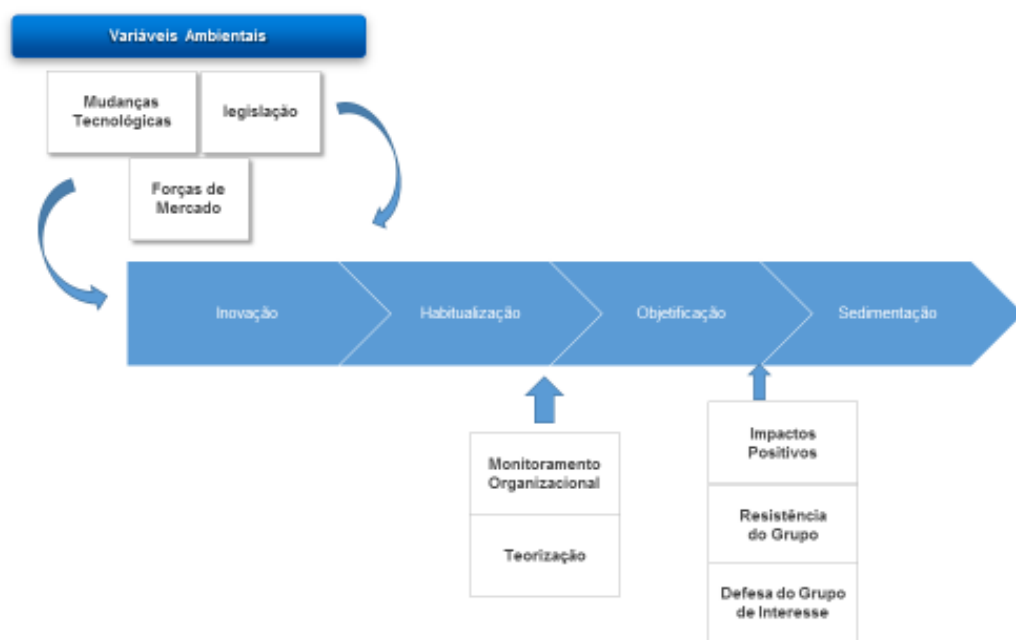 Variáveis Ambientais
Mudanças
Tecnológicas
legislação
Forças de
Mercado
Inovação
Habitualização
Objetificação
Sedimentação
Monitoramento
Organizacional
Teorização
Impactos
Positivos
Resistência
do Grupo
Defesa do Grupo
de Interesse